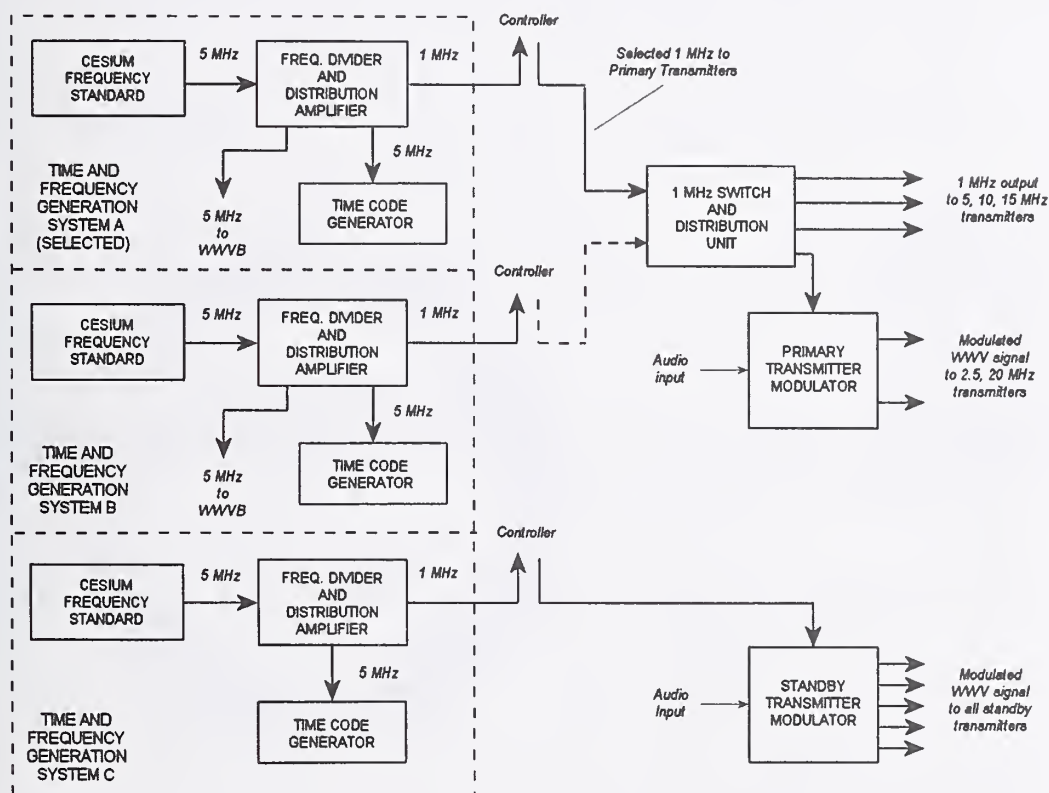 Controller
CESIUM
FREQUENCY
STANDARD
5 MHz
FREQ. DIVIDER
AND
DISTRIBUTION
AMPLIFIER
1 MHz
Selected 1 MHz to
Primary Transmitters
5 MHz
to
WWVB
5 MHz
TIME CODE
GENERATOR
TIME AND
FREQUENCY
GENERATION
SYSTEM A
(SELECTED)
1 MHz SWITCH
AND
DISTRIBUTION
UNIT
1 MHz output
to 5, 10, 15 MHz
transmitters
Controller
CESIUM
FREQUENCY
STANDARD
5 MHz
FREQ. DIVIDER
AND
DISTRIBUTION
AMPLIFIER
1 MHz
5 MHz
to
WWVB
5 MHz
TIME CODE
GENERATOR
TIME AND
FREQUENCY
GENERATION
SYSTEM B
Audio
input
PRIMARY
TRANSMITTER
MODULATOR
Modulated
WWV signal
to 2.5, 20 MHz
transmitters
Controller
CESIUM
FREQUENCY
STANDARD
5 MHz
FREQ. DIVIDER
AND
DISTRIBUTION
AMPLIFIER
1 MHz
5 MHz
TIME CODE
GENERATOR
TIME AND
FREQUENCY
GENERATION
SYSTEM C
Audio
Input
STANDBY
TRANSMITTER
MODULATOR
Modulated
WWV signal
to all standby
transmitters